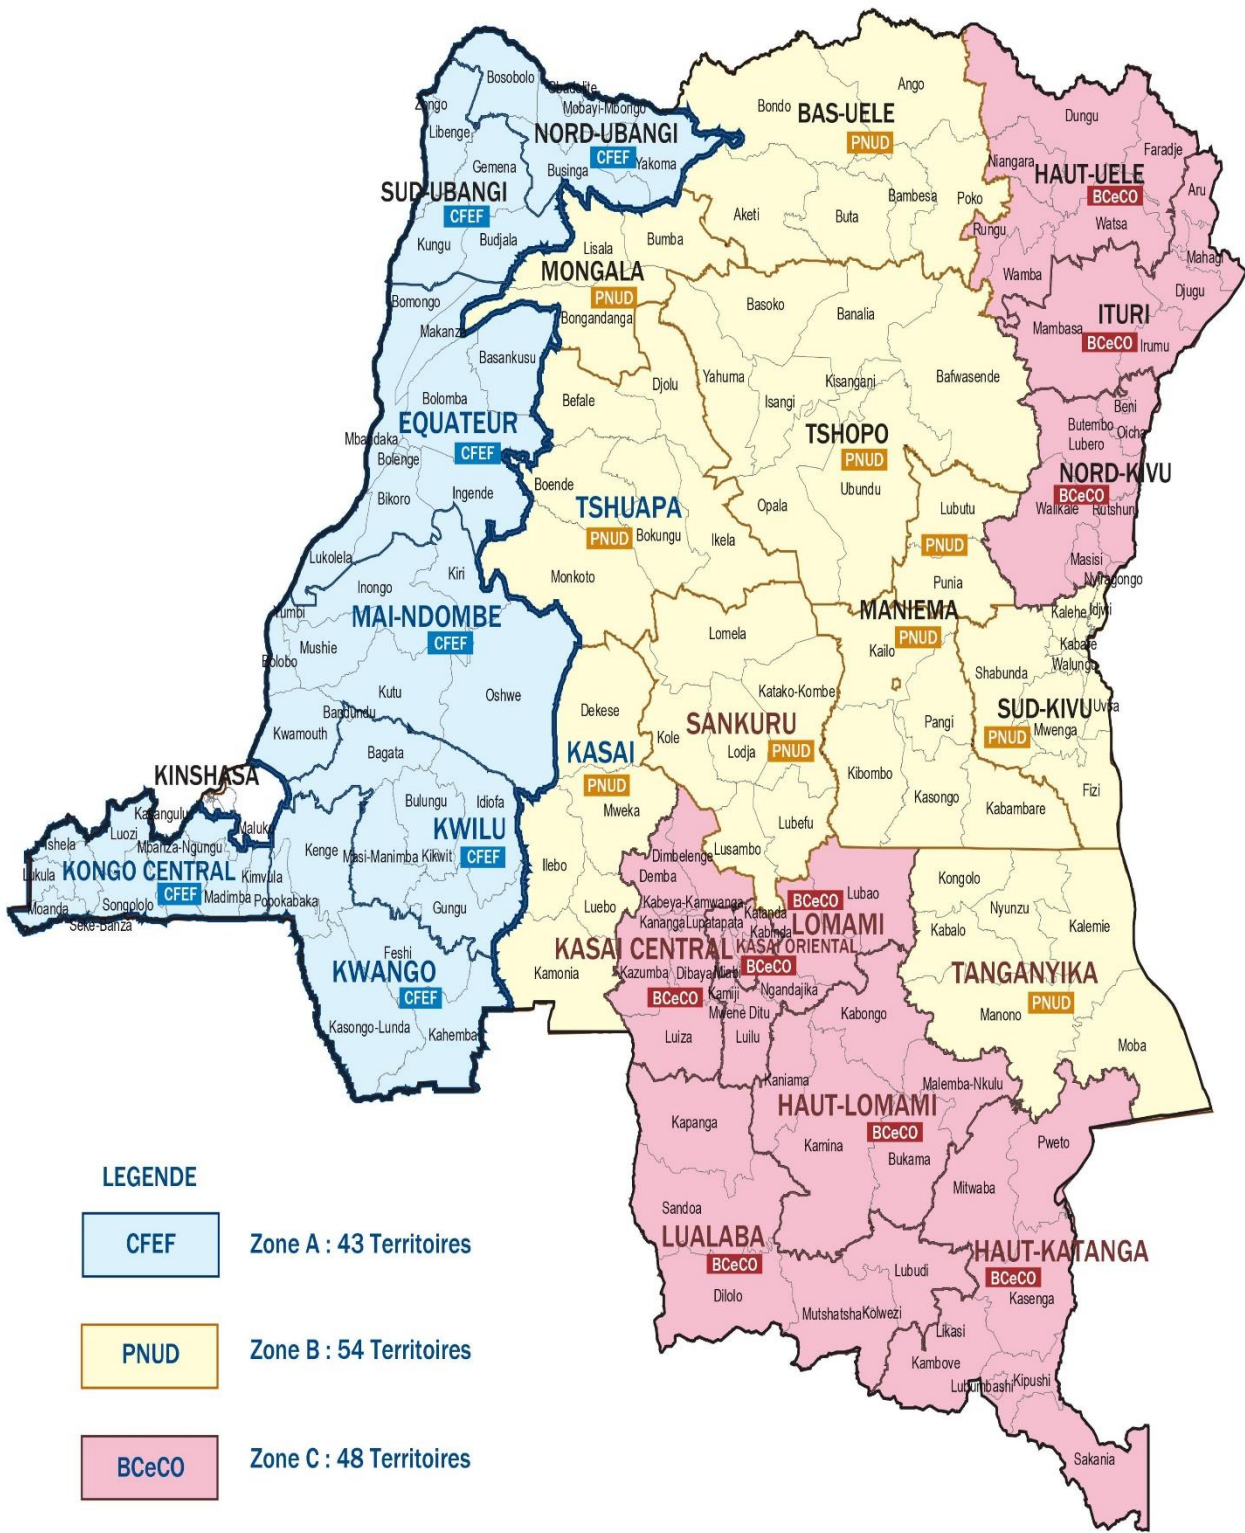 Bosobolo
Gbadolite
Mobayi-Mbongo
Zongo
Libenge
NORD-UBANGI
CFEF
Yakoma
Businga
Gemena
SUD-UBANGI
CFEF
Kungu
Budjala
Ango
Bondo
BAS-UELE
PNUD
Bambesa
Poko
Aketi
Buta
Dungu
Faradje
Niangara
HAUT-UELE
BCeCO
Aru
Rungu
Watsa
Wamba
Mahagi
Djugu
ITURI
Mambasa
BCeCO
Irumu
Lisala
Bumba
MONGALA
PNUD
Bongandanga
Bomongo
Makanza
Basankusu
Bolomba
EQUATEUR
CFEF
Mbandaka
Bolenge
Bikoro
Ingende
Lukolela
Basoko
Banalia
Yahuma
Kisangani
Isangi
Bafwasende
TSHOPO
PNUD
Ubundu
Opala
Befale
Djolu
Boende
TSHUAPA
PNUD
Bokungu
Ikela
Monkoto
Beni
Butembo
Oicha
Lubero
NORD-KIVU
BCeCO
Walikale
Rutshuru
Masisi
Nyiragongo
Lubutu
PNUD
Punia
MANIEMA
PNUD
Kailo
Pangi
Kibombo
Kasongo
Kabambare
Kalehe
Idjwi
Kabare
Walungu
Shabunda
SUD-KIVU
Uvira
PNUD
Mwenga
Fizi
Kiri
Inongo
Yumbi
MAI-NDOMBE
CFEF
Mushie
Bolobo
Kutu
Oshwe
Bandundu
Kwamouth
Lomela
Katako-Kombe
SANKURU
Kole
Lodja
PNUD
Lubefu
Lusambo
Dekese
KASAI
PNUD
Mweka
Ilebo
Luebo
Kamonia
Bagata
Bulungu
Idiofa
KWILU
Masi-Manimba
Kikwit
CFEF
Gungu
KINSHASA
Kasangulu
Maluku
Luozi
Tshela
Mbanza-Ngungu
Lukula
KONGO CENTRAL
CFEF
Kimvula
Madimba
Moanda
Songololo
Seke-Banza
Kenge
Popokabaka
Feshi
KWANGO
CFEF
Kasongo-Lunda
Kahemba
Dimbelenge
Demba
Kabeya-Kamwanga
Kananga
Lupatapata
KASAI CENTRAL
Kazumba
Dibaya
BCeCO
Luiza
Katanda
Kabinda
KASAI ORIENTAL
Miabi
BCeCO
BCeCO
Lubao
LOMAMI
Ngandajika
Kamiji
Mwene Ditu
Luilu
Kongolo
Nyunzu
Kabalo
Kalemie
TANGANYIKA
PNUD
Manono
Moba
Kabongo
Kaniama
Malemba-Nkulu
HAUT-LOMAMI
BCeCO
Kamina
Bukama
Kapanga
Sandoa
LUALABA
BCeCO
Dilolo
Lubudi
Mutshatsha
Kolwezi
Pweto
Mitwaba
HAUT-KATANGA
BCeCO
Kasenga
Likasi
Kambove
Lubumbashi
Kipushi
Sakania
LEGENDE
CFEF
Zone A : 43 Territoires
PNUD
Zone B : 54 Territoires
BCeCO
Zone C : 48 Territoires